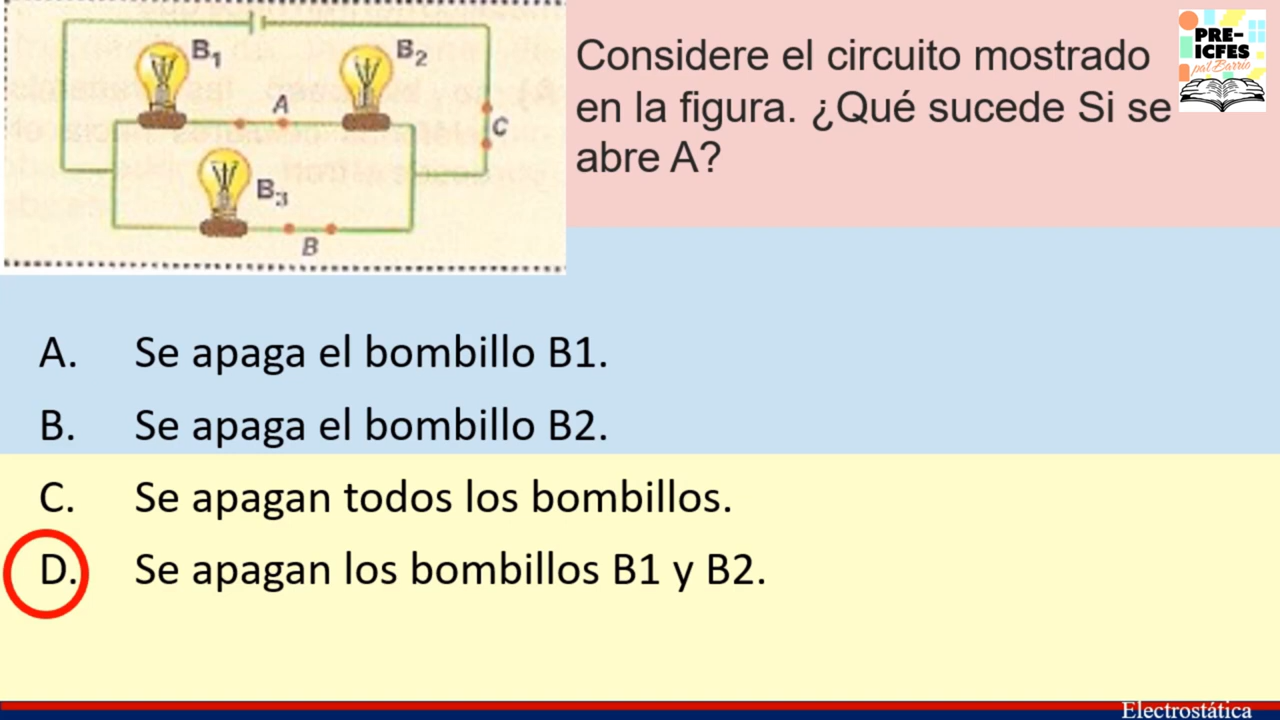 B1
B2
A
C
B3
B
Considere el circuito mostrado
en la figura. ¿Qué sucede Si se
abre A?
PRE-
ICFES
pal Barrio
A. Se apaga el bombillo B1.
B. Se apaga el bombillo B2.
C. Se apagan todos los bombillos.
D. Se apagan los bombillos B1 y B2.
Electrostática